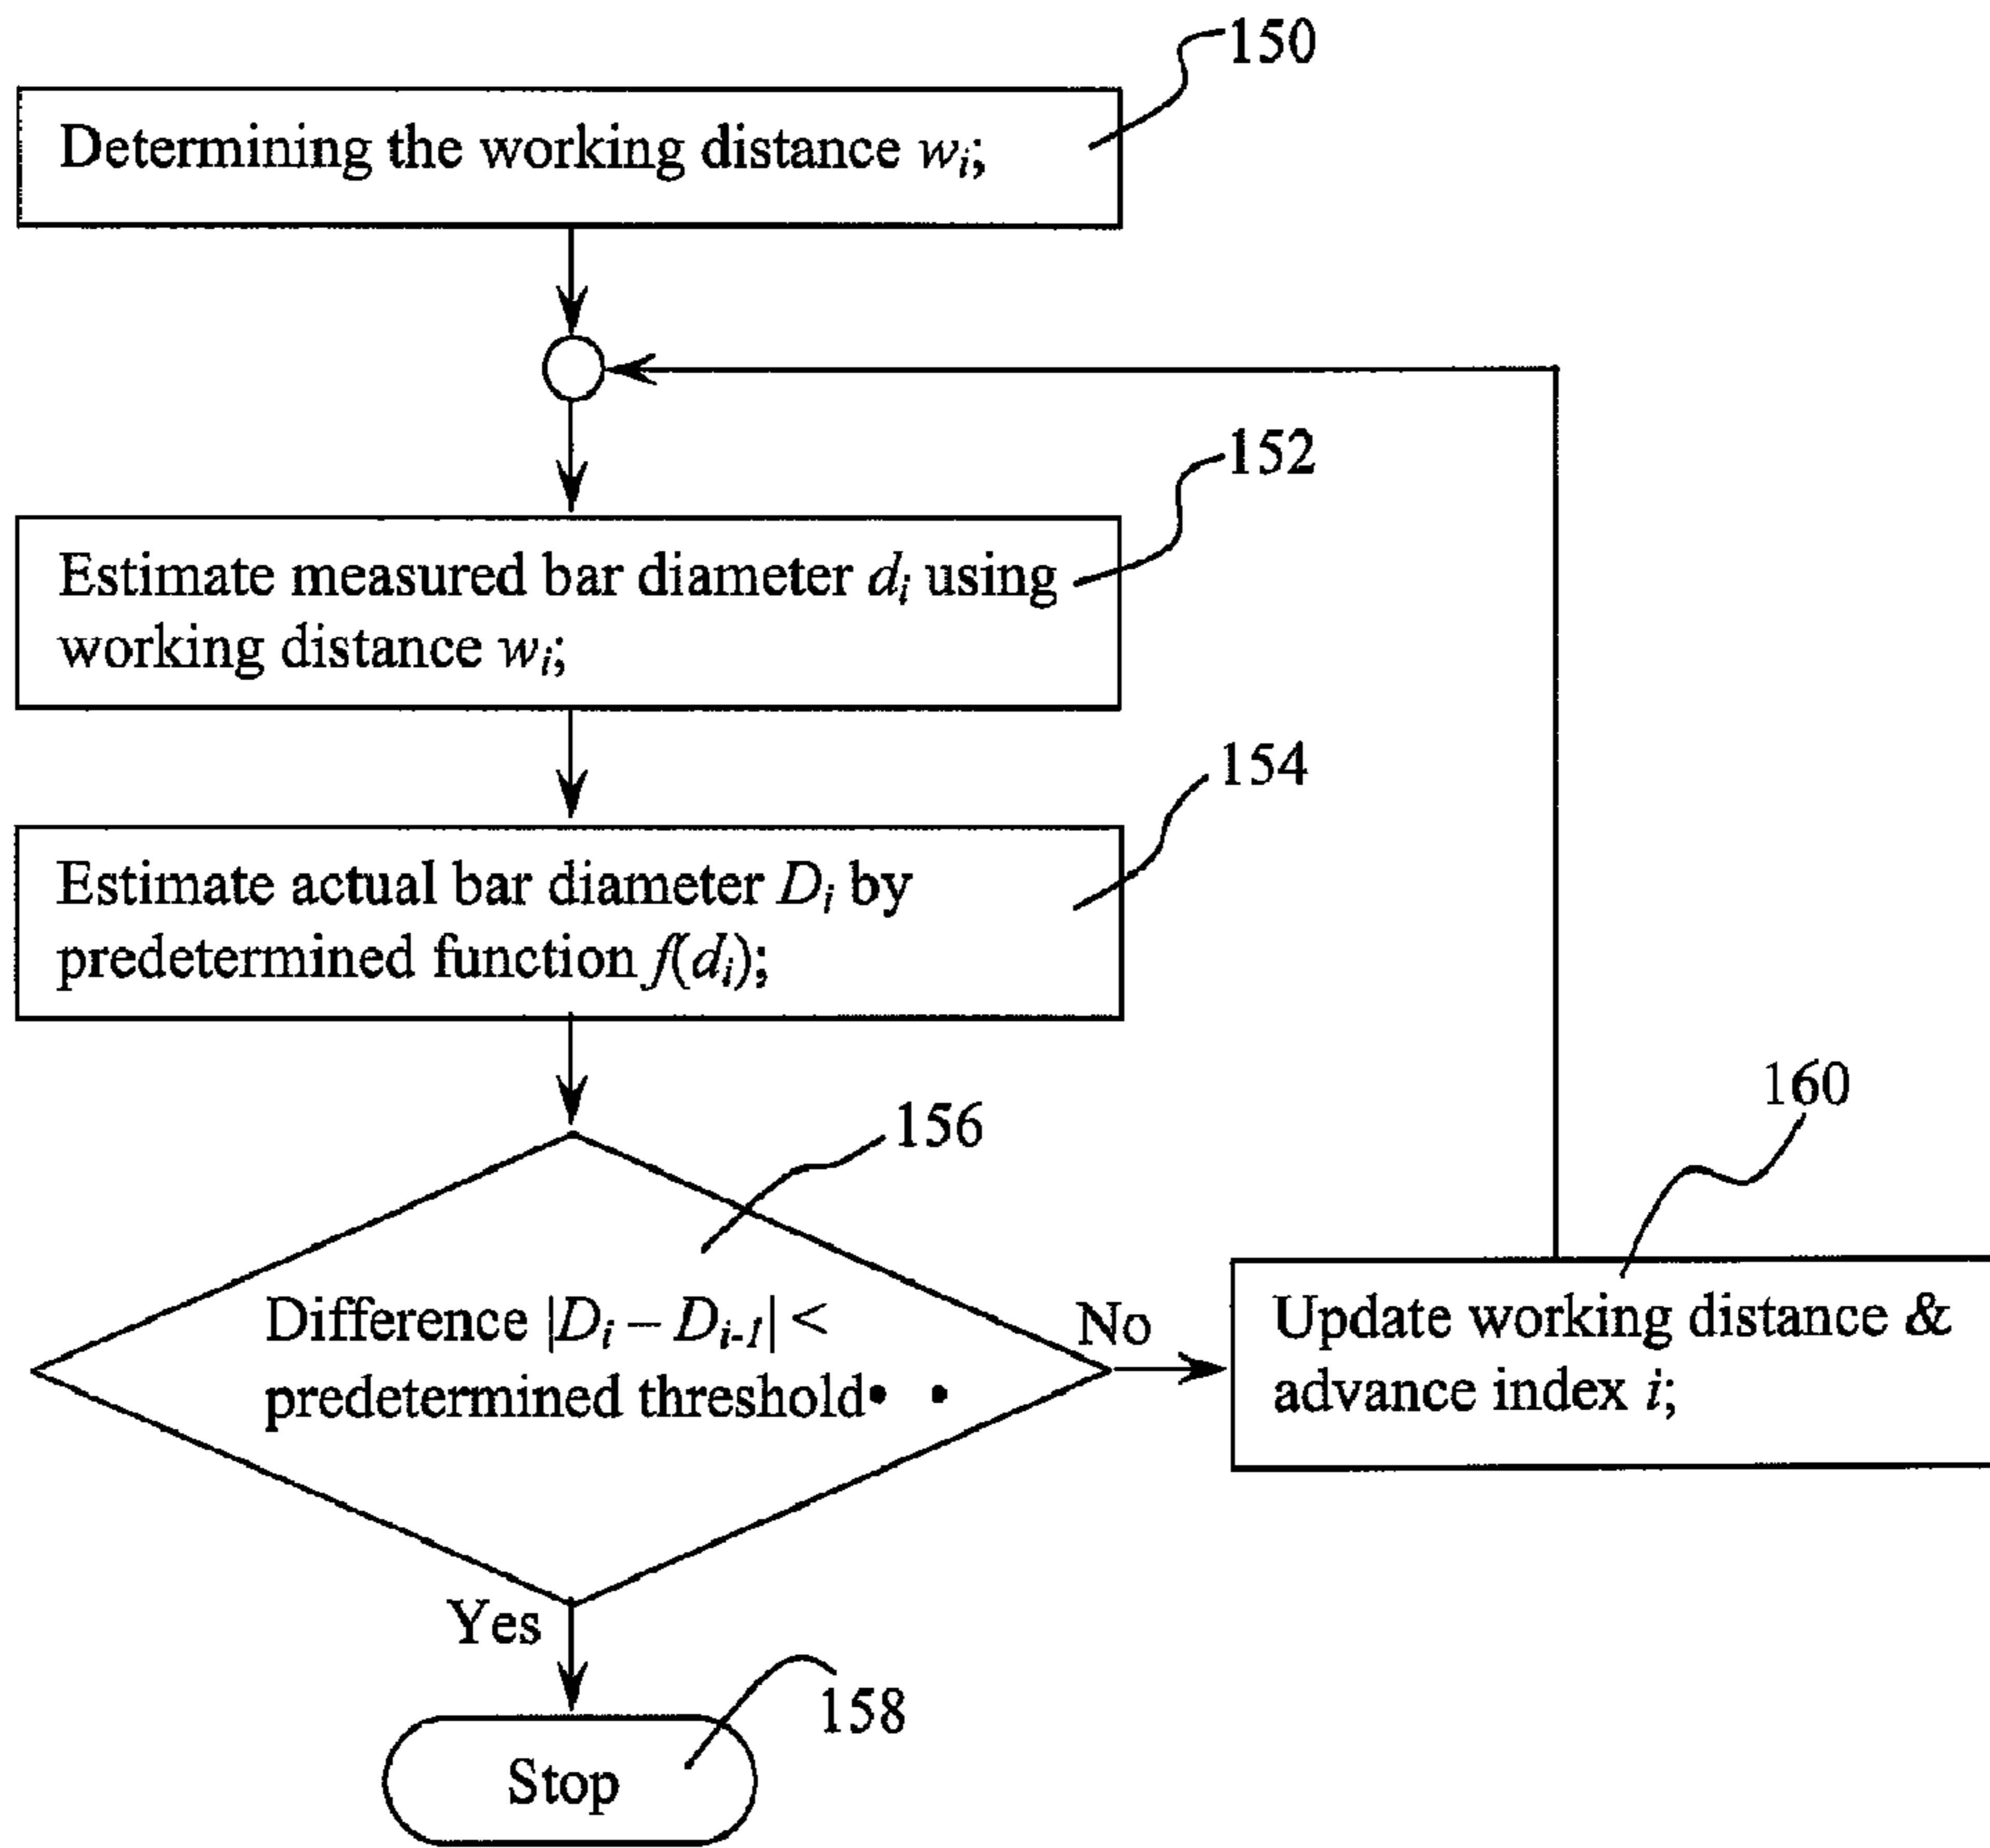 150
Determining the working distance wᵢ;
152
Estimate measured bar diameter dᵢ using
working distance wᵢ;
154
Estimate actual bar diameter Dᵢ by
predetermined function f(dᵢ);
156
Difference |Dᵢ – Dᵢ₋₁| <
predetermined threshold• •
No
160
Update working distance &
advance index i;
Yes
158
Stop